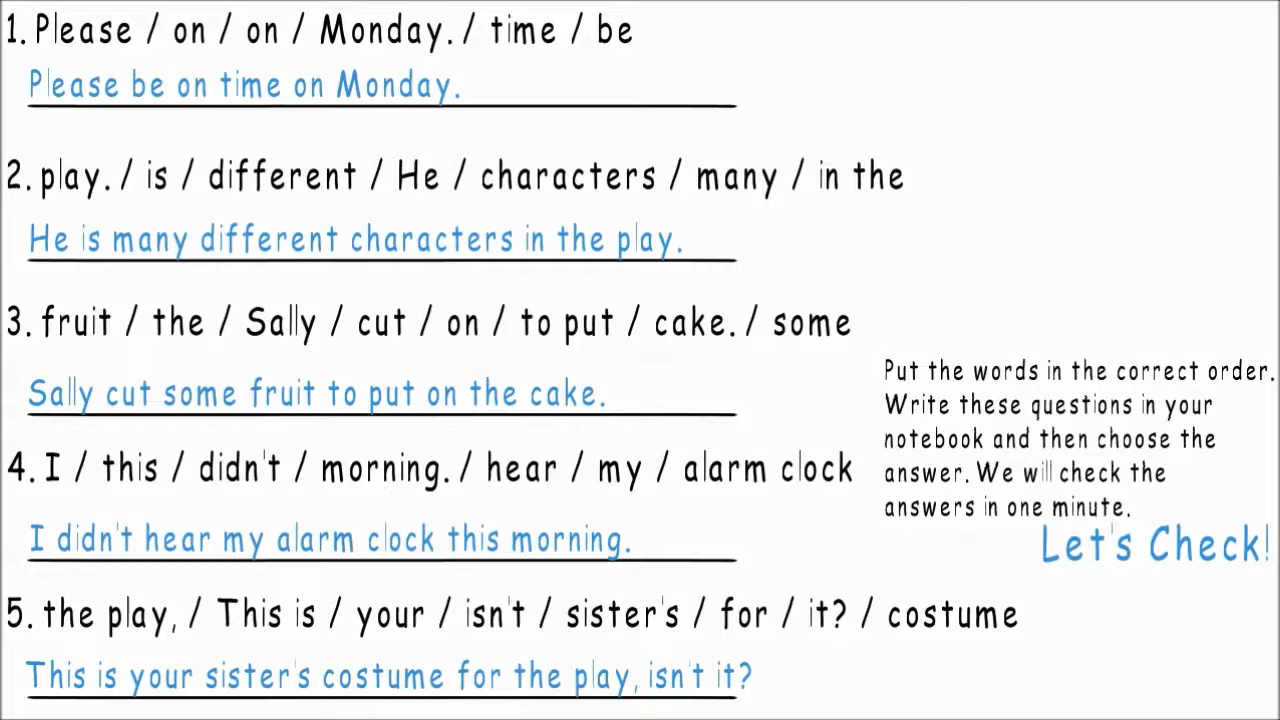 1. Please / on / on / Monday. / time / be
Please be on time on Monday.
2. play. / is / different / He / characters / many / in the
He is many different characters in the play.
3. fruit / the / Sally / cut / on / to put / cake. / some
Sally cut some fruit to put on the cake.
4. I / this / didn't / morning. / hear / my / alarm clock
I didn't hear my alarm clock this morning.
5. the play, / This is / your / isn't / sister's / for / it? / costume
This is your sister's costume for the play, isn't it?
Put the words in the correct order.
Write these questions in your
notebook and then choose the
answer. We will check the
answers in one minute.
Let's Check!